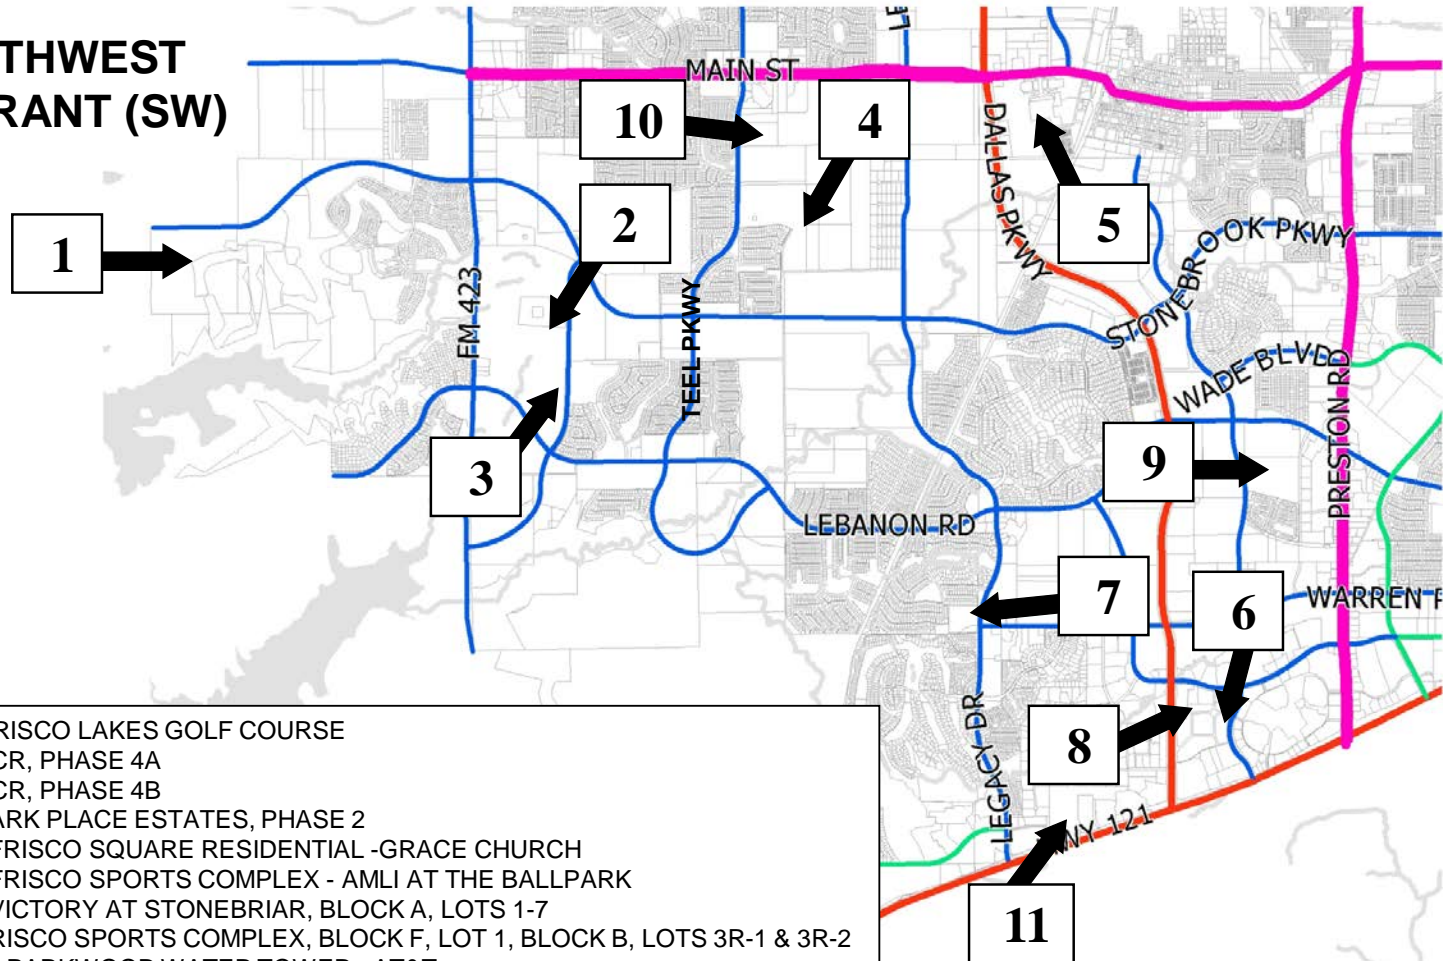 THWEST
RANT (SW)
MAIN ST
10
4
DALLAS PKWY
5
2
1
STONEBROOK PKWY
FM 423
TEEL PKWY
WADE BLVD
PRESTON RD
3
9
LEBANON RD
7
6
WARREN
8
LEGACY DR
WY 121
11
RISCO LAKES GOLF COURSE
CR, PHASE 4A
CR, PHASE 4B
ARK PLACE ESTATES, PHASE 2
FRISCO SQUARE RESIDENTIAL -GRACE CHURCH
FRISCO SPORTS COMPLEX - AMLI AT THE BALLPARK
VICTORY AT STONEBRIAR, BLOCK A, LOTS 1-7
RISCO SPORTS COMPLEX, BLOCK F, LOT 1, BLOCK B, LOTS 3R-1 & 3R-2
PARKWOOD WATER TOWER